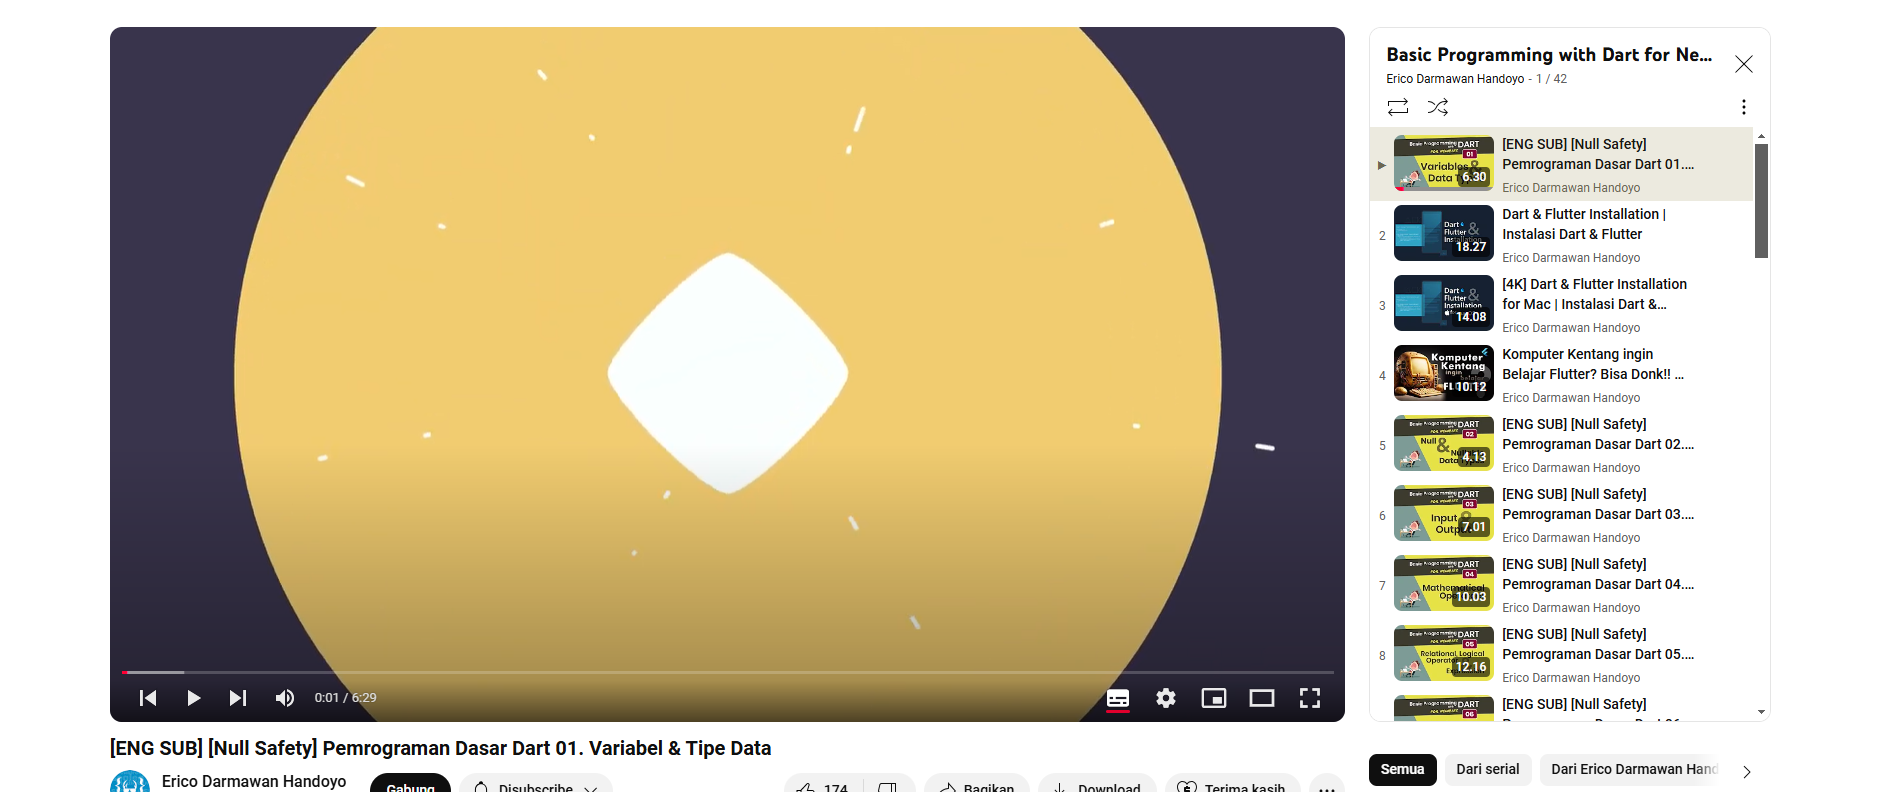 Basic Programming with Dart for Ne...
Erico Darmawan Handoyo - 1 / 42
[ENG SUB] [Null Safety]
Pemrograman Dasar Dart 01....
Erico Darmawan Handoyo
6.30
2
Dart & Flutter Installation |
Instalasi Dart & Flutter
Erico Darmawan Handoyo
18.27
3
[4K] Dart & Flutter Installation
for Mac | Instalasi Dart &...
Erico Darmawan Handoyo
14.08
4
Komputer Kentang ingin
Belajar Flutter? Bisa Donk!! ...
Erico Darmawan Handoyo
Komputer
Kentang
ingin
10.12
5
[ENG SUB] [Null Safety]
Pemrograman Dasar Dart 02....
Erico Darmawan Handoyo
4.13
6
[ENG SUB] [Null Safety]
Pemrograman Dasar Dart 03....
Erico Darmawan Handoyo
7.01
7
[ENG SUB] [Null Safety]
Pemrograman Dasar Dart 04....
Erico Darmawan Handoyo
10.03
8
[ENG SUB] [Null Safety]
Pemrograman Dasar Dart 05....
Erico Darmawan Handoyo
12.16
[ENG SUB] [Null Safety]
0:01 / 6:29
[ENG SUB] [Null Safety] Pemrograman Dasar Dart 01. Variabel & Tipe Data
Erico Darmawan Handoyo
Gabung
Disubscribe
174
Bagikan
Download
Terima kasih
Semua
Dari serial
Dari Erico Darmawan Hand